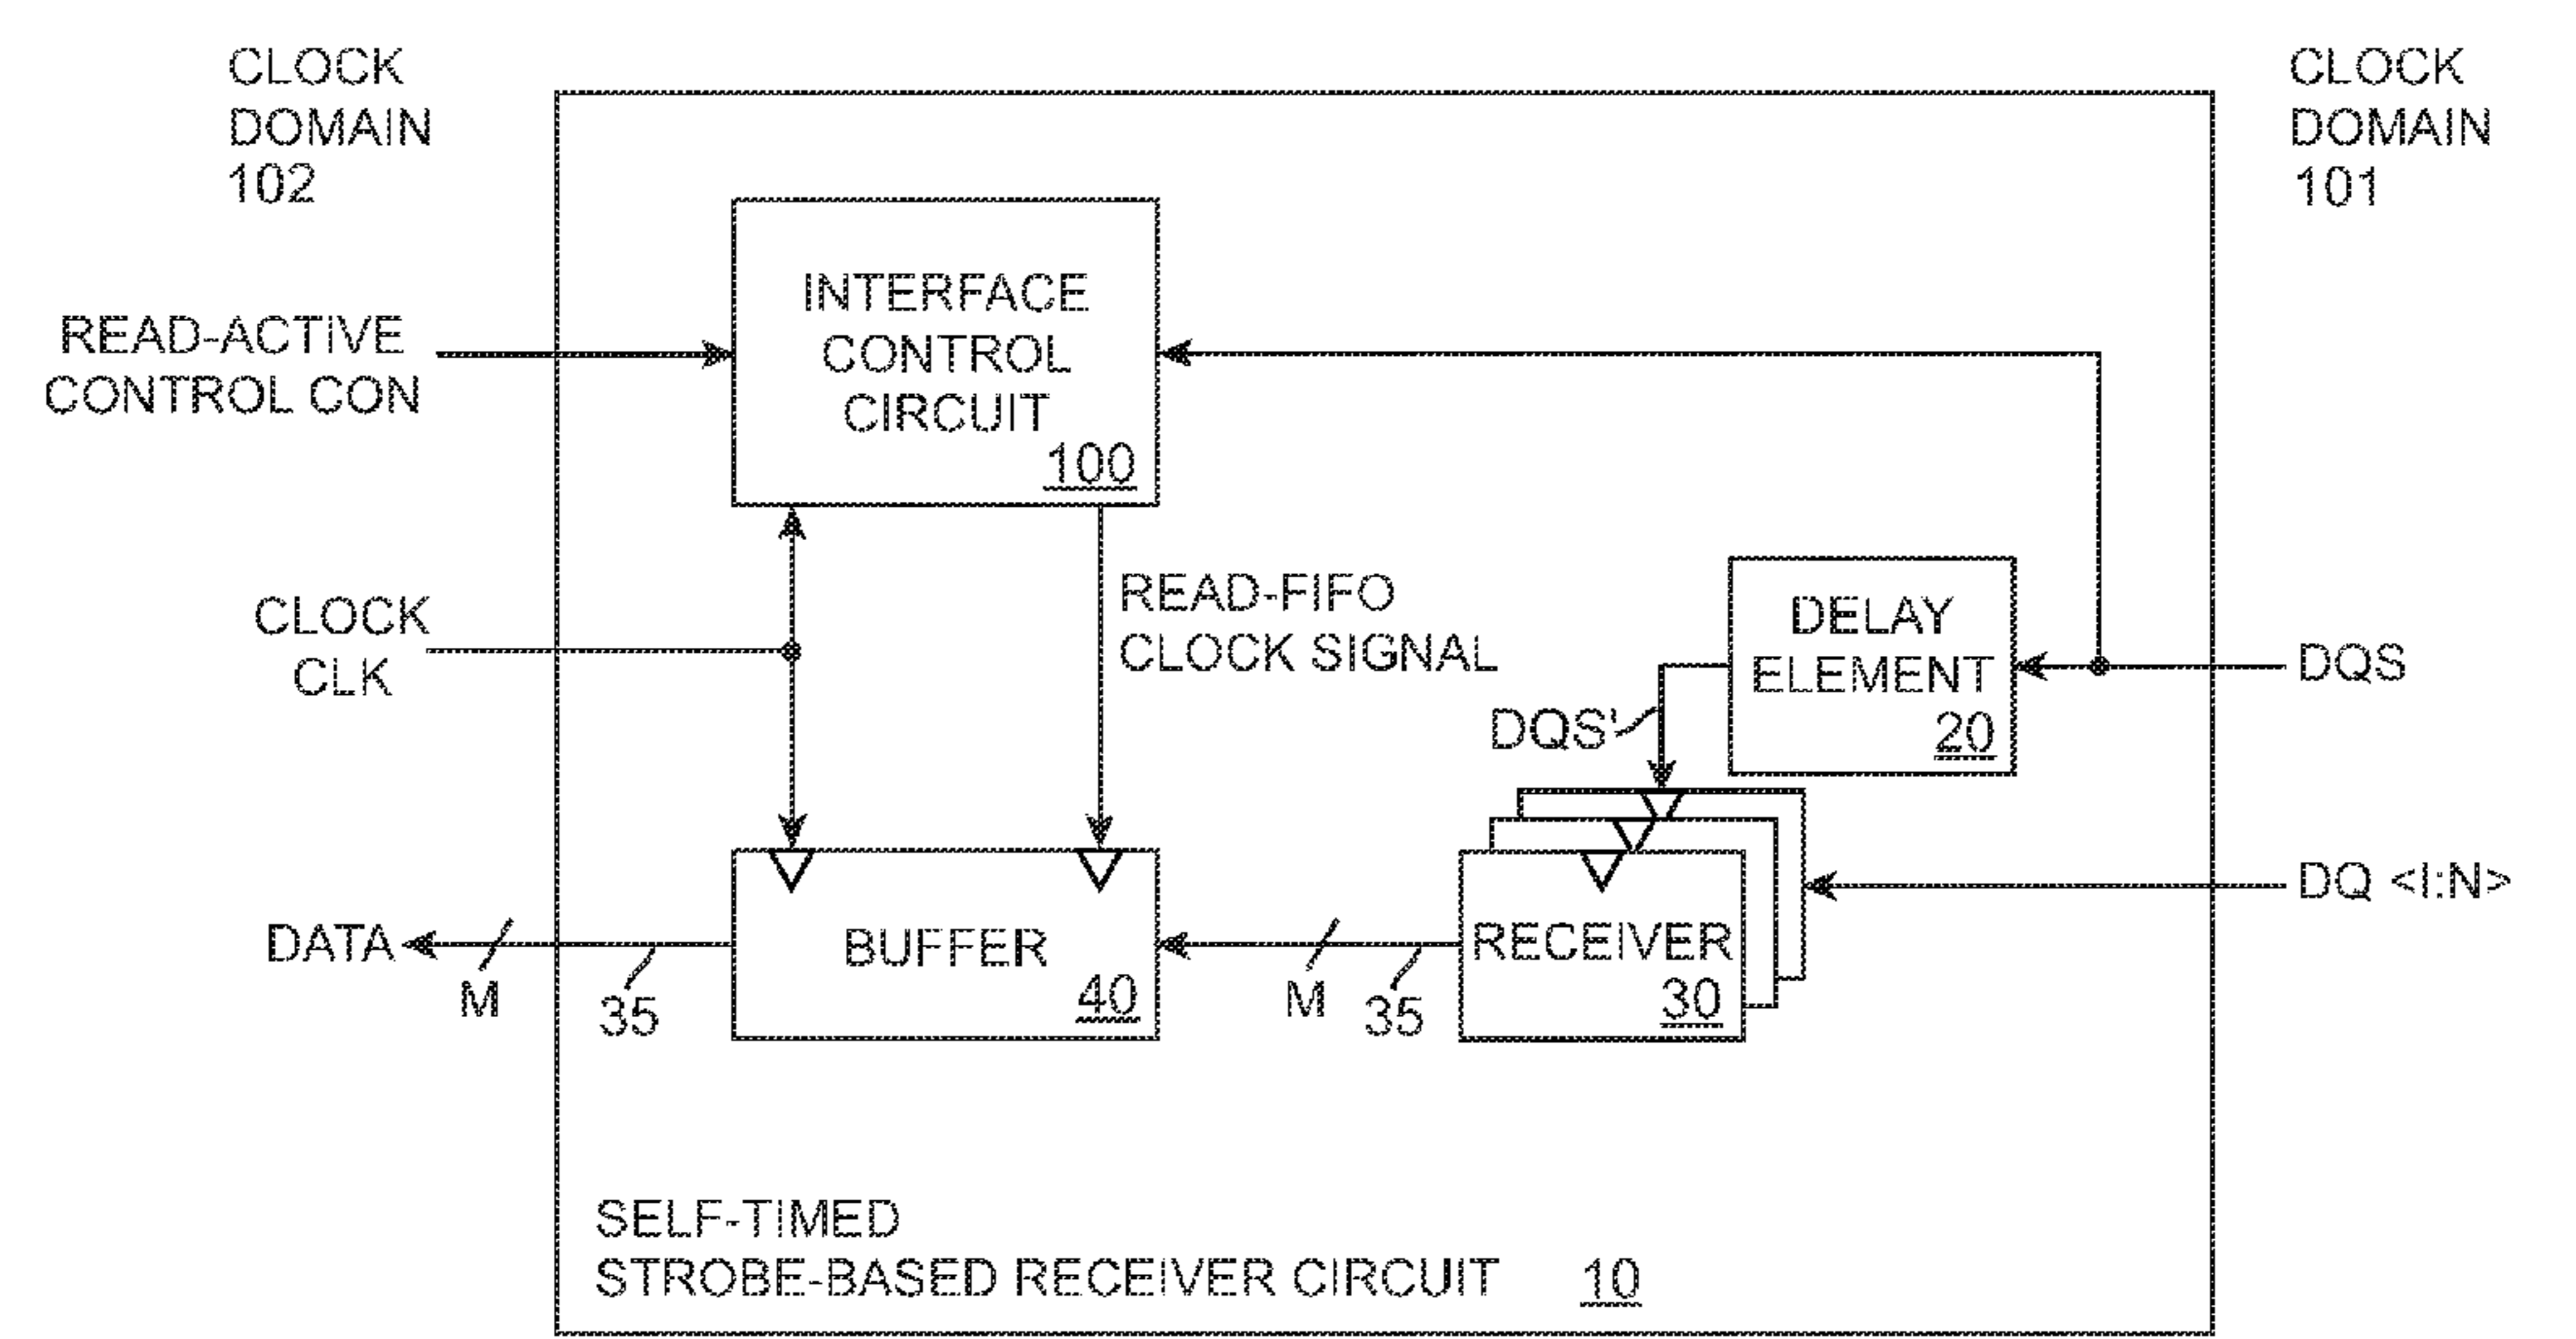 CLOCK
DOMAIN
102
CLOCK
DOMAIN
101
READ-ACTIVE
CONTROL CON
INTERFACE
CONTROL
CIRCUIT
100
CLOCK
CLK
READ-FIFO
CLOCK SIGNAL
DELAY
ELEMENT
20
DQS
DQS'
DQ <I:N>
DATA
M
35
BUFFER
40
M
35
RECEIVER
30
SELF-TIMED
STROBE-BASED RECEIVER CIRCUIT 10